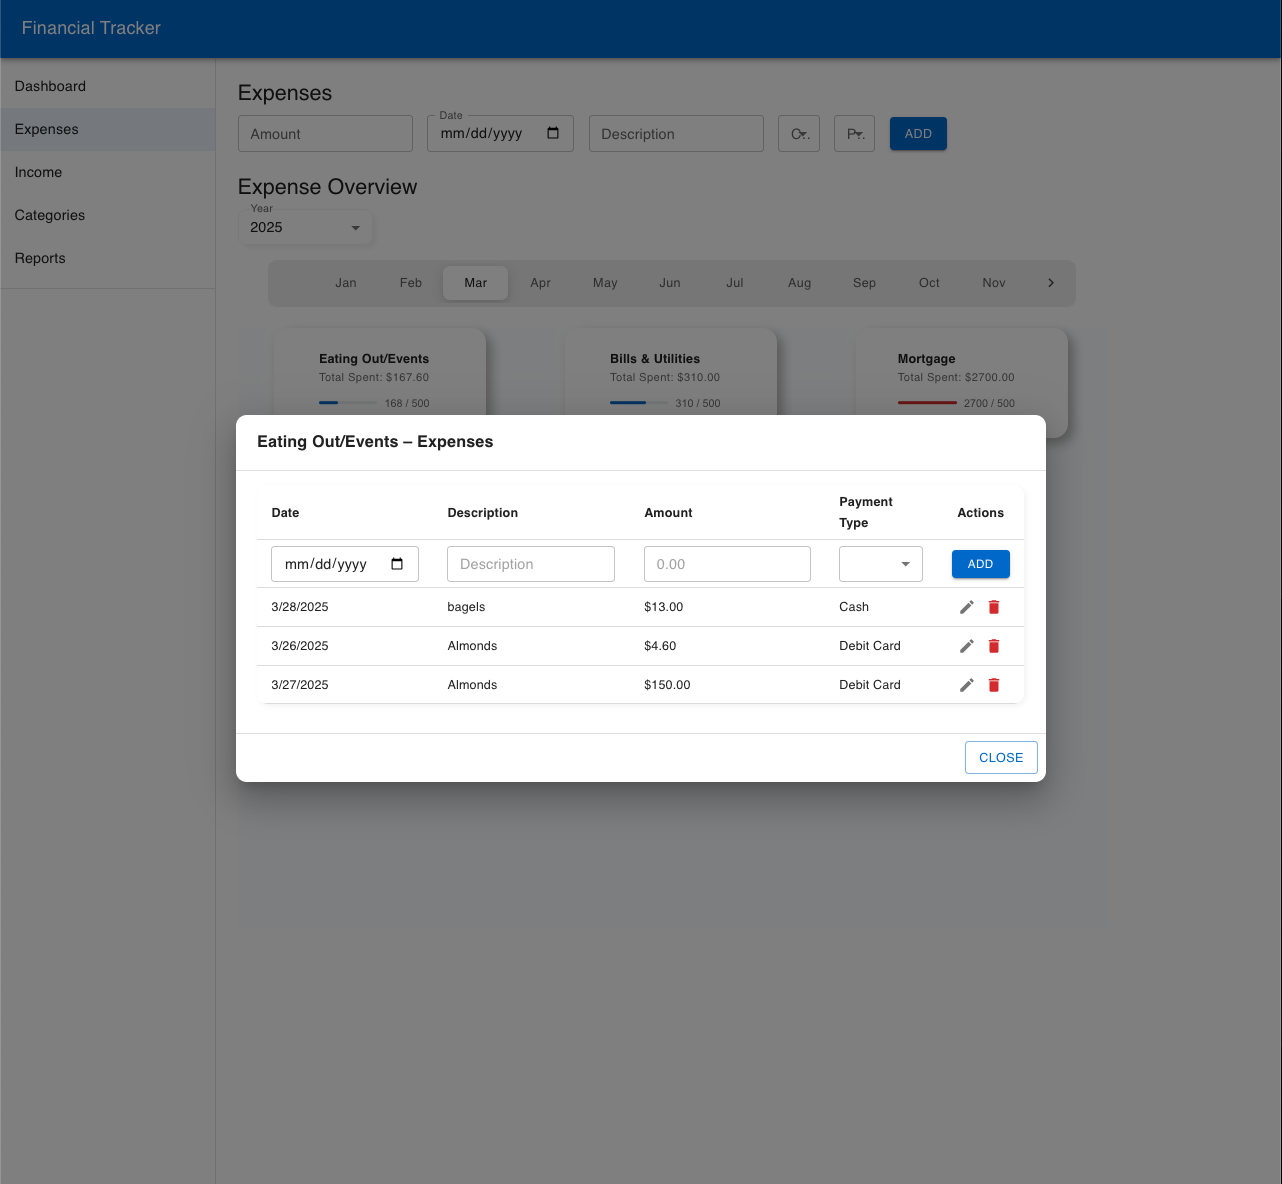 Financial Tracker
Dashboard
Expenses
Income
Categories
Reports
Expenses
Amount
Date
mm/dd/yyyy
Description
C...
P...
ADD
Expense Overview
Year
2025
Jan Feb Mar Apr May Jun Jul Aug Sep Oct Nov
Eating Out/Events
Total Spent: $167.60
168 / 500
Bills & Utilities
Total Spent: $310.00
310 / 500
Mortgage
Total Spent: $2700.00
2700 / 500
Eating Out/Events – Expenses
Date Description Amount Payment Type Actions
mm/dd/yyyy Description 0.00 ADD
3/28/2025 bagels $13.00 Cash
3/26/2025 Almonds $4.60 Debit Card
3/27/2025 Almonds $150.00 Debit Card
CLOSE